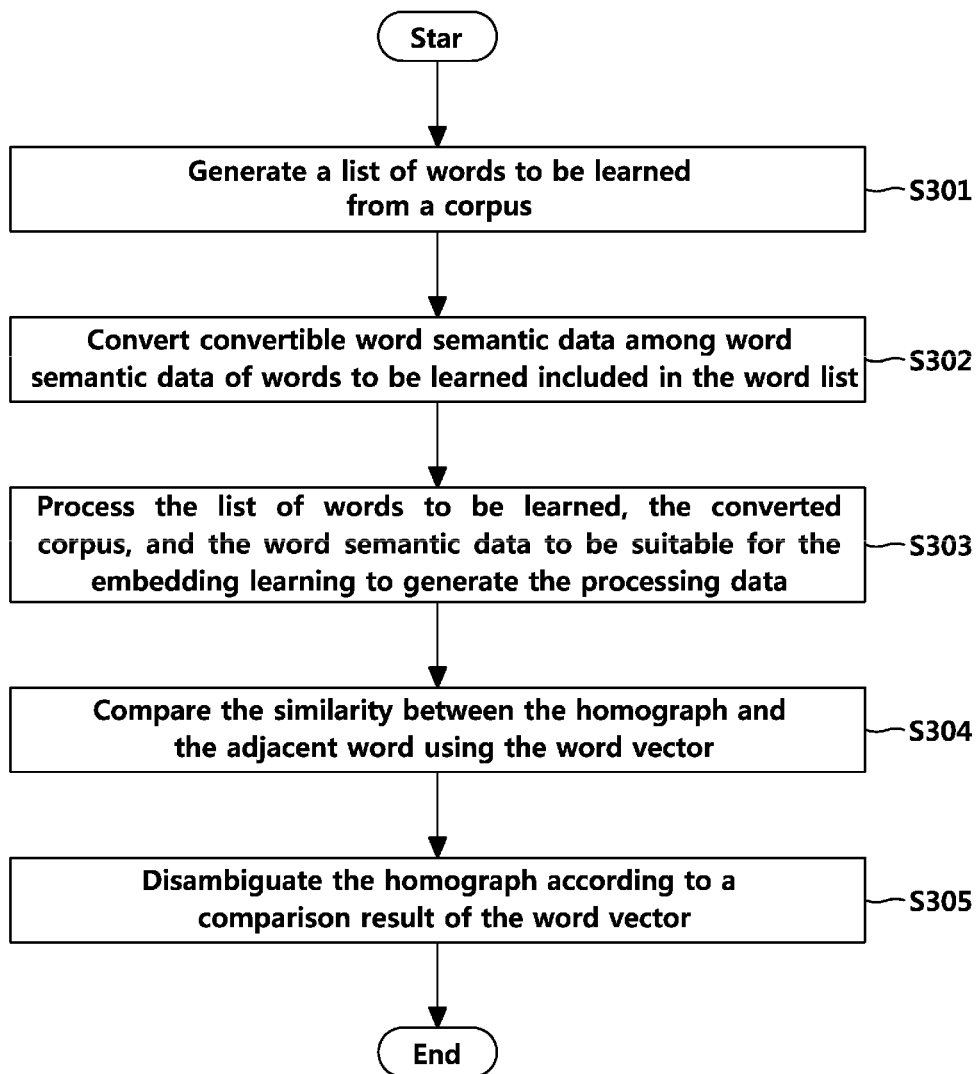 Star
Generate a list of words to be learned
from a corpus
S301
Convert convertible word semantic data among word
semantic data of words to be learned included in the word list
S302
Process the list of words to be learned, the converted
corpus, and the word semantic data to be suitable for the
embedding learning to generate the processing data
S303
Compare the similarity between the homograph and
the adjacent word using the word vector
S304
Disambiguate the homograph according to a
comparison result of the word vector
S305
End